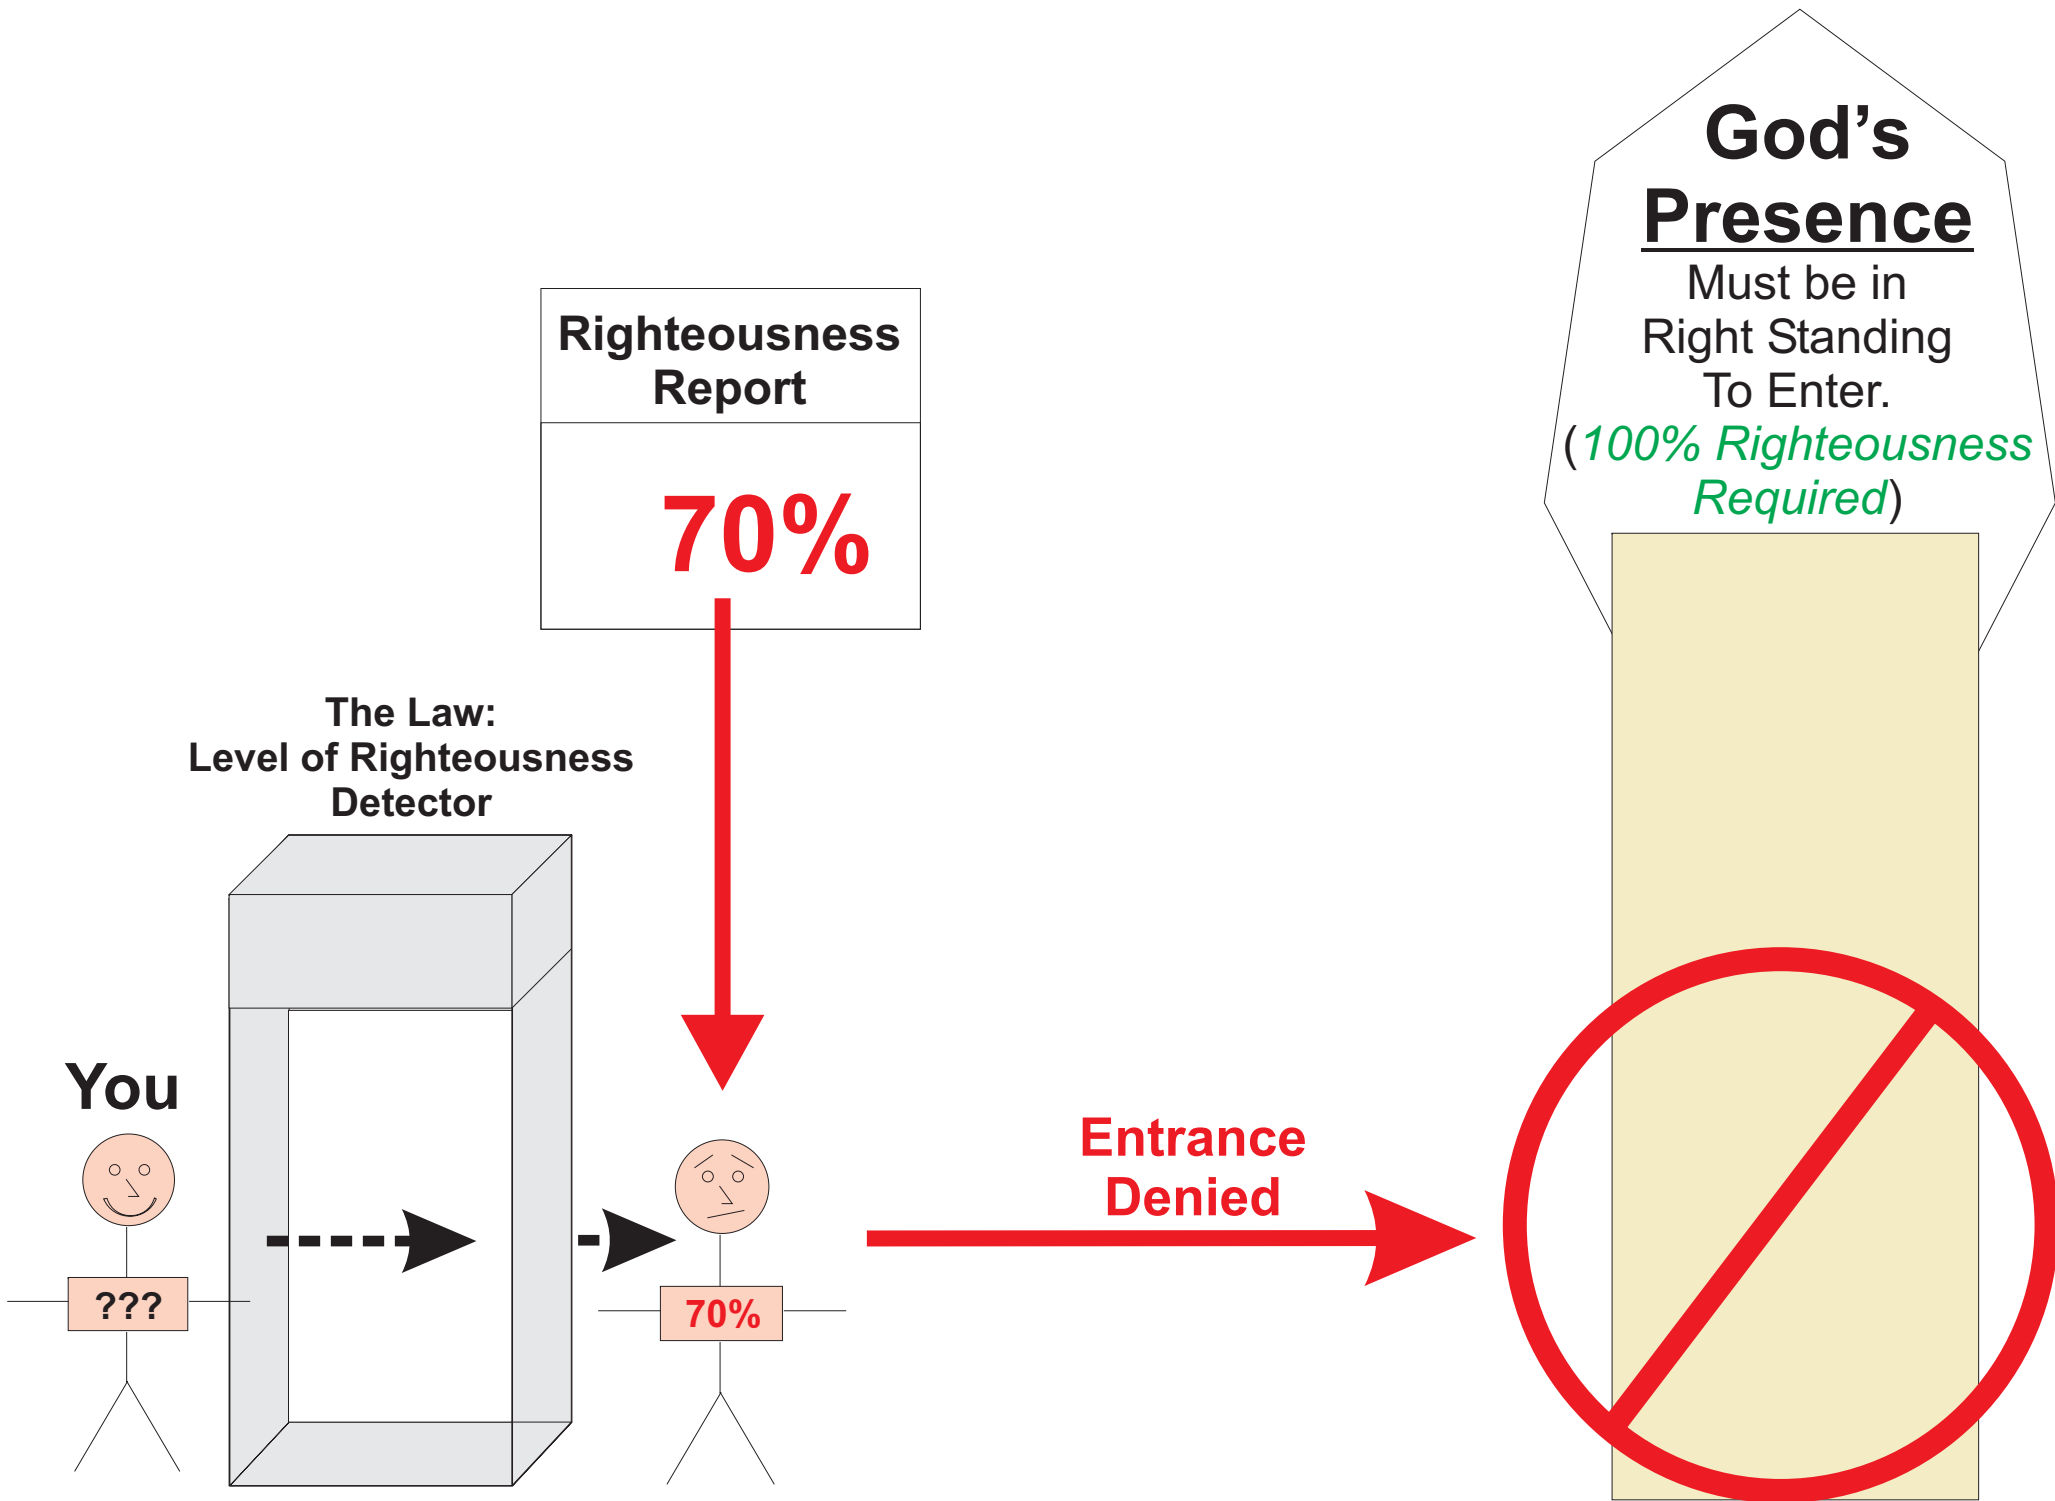 God’s
Presence
Must be in
Right Standing
To Enter.
(100% Righteousness
Required)
Righteousness
Report
70%
The Law:
Level of Righteousness
Detector
You
???
70%
Entrance
Denied